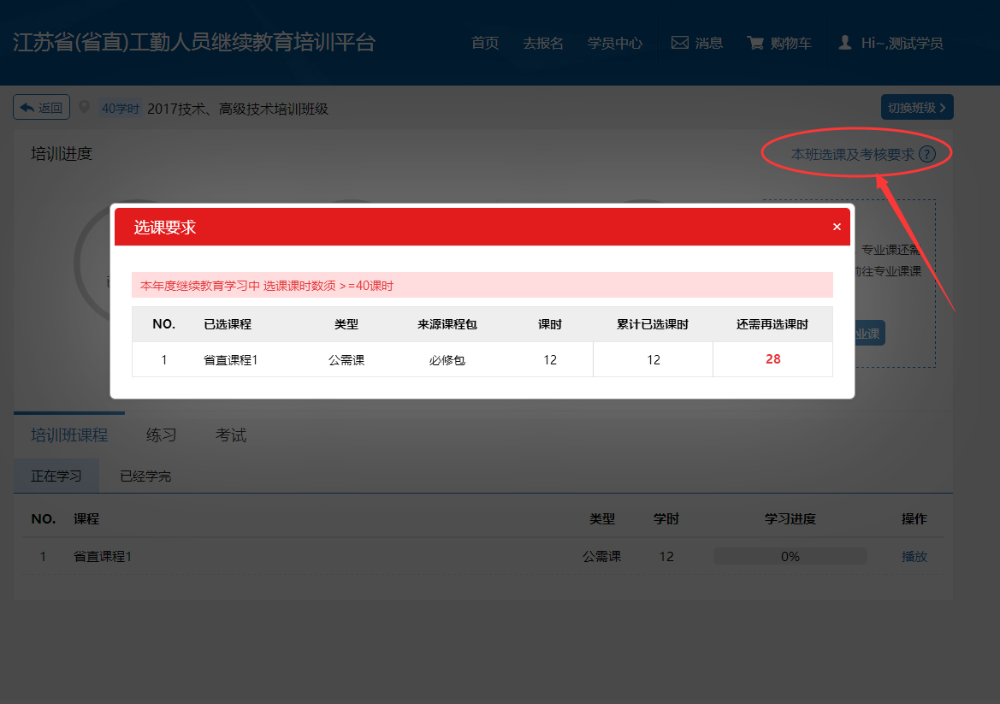 江苏省(省直)工勤人员继续教育培训平台 首页 去报名 学员中心 消息 购物车 Hi~,测试学员
返回 40学时 2017技术、高级技术培训班级 切换班级
培训进度 本班选课及考核要求 ?
选课要求 ×
专业课还需
前往专业课课
业课
本年度继续教育学习中 选课课时数须 >=40课时
NO. 已选课程 类型 来源课程包 课时 累计已选课时 还需再选课时
1 省直课程1 公需课 必修包 12 12 28
培训班课程 练习 考试
正在学习 已经学完
NO. 课程 类型 学时 学习进度 操作
1 省直课程1 公需课 12 0% 播放